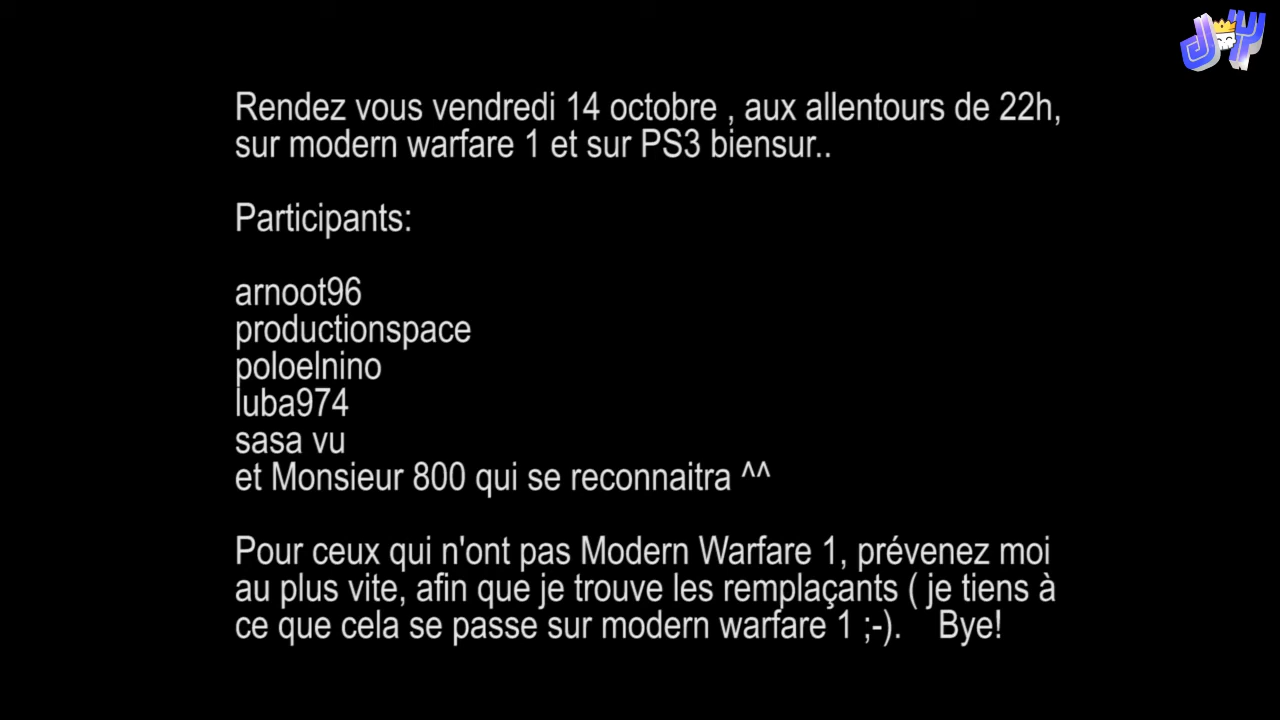 JY
Rendez vous vendredi 14 octobre , aux allentours de 22h,
sur modern warfare 1 et sur PS3 biensur..
Participants:
arnoot96
productionspace
poloelnino
luba974
sasa vu
et Monsieur 800 qui se reconnaitra ^^
Pour ceux qui n'ont pas Modern Warfare 1, prévenez moi
au plus vite, afin que je trouve les remplaçants ( je tiens à
ce que cela se passe sur modern warfare 1 ;-). Bye!